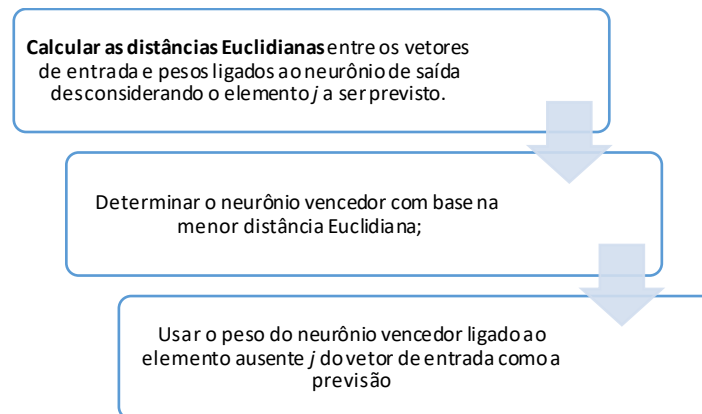 Calcular as distâncias Euclidianas entre os vetores
de entrada e pesos ligados ao neurônio de saída
desconsiderando o elemento j a ser previsto.
Determinar o neurônio vencedor com base na
menor distância Euclidiana;
Usar o peso do neurônio vencedor ligado ao
elemento ausente j do vetor de entrada como a
previsão